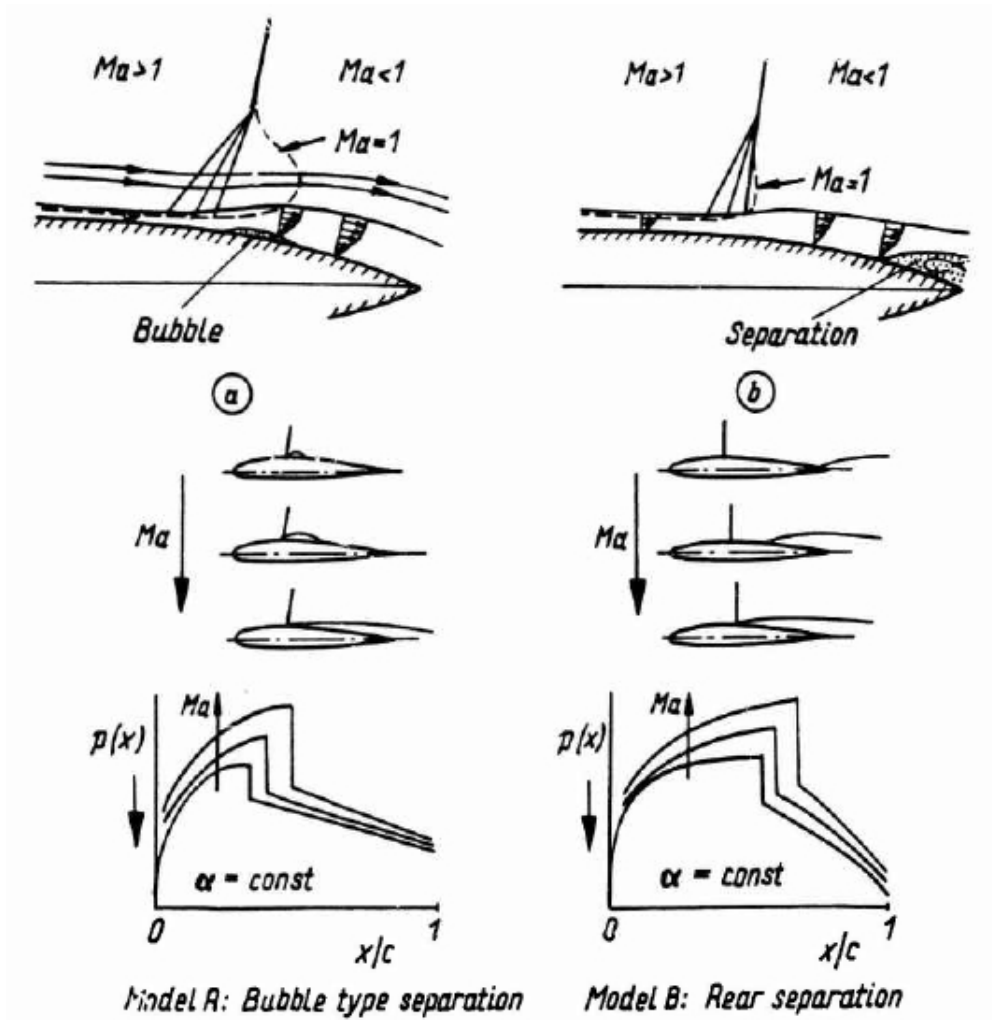 Ma>1
Ma<1
Ma=1
Bubble
a
Ma>1
Ma<1
Ma=1
Separation
b
Ma
Ma
Ma
p(x)
α = const
0
x/c
1
Model A: Bubble type separation
Ma
p(x)
α = const
0
x/c
1
Model B: Rear separation